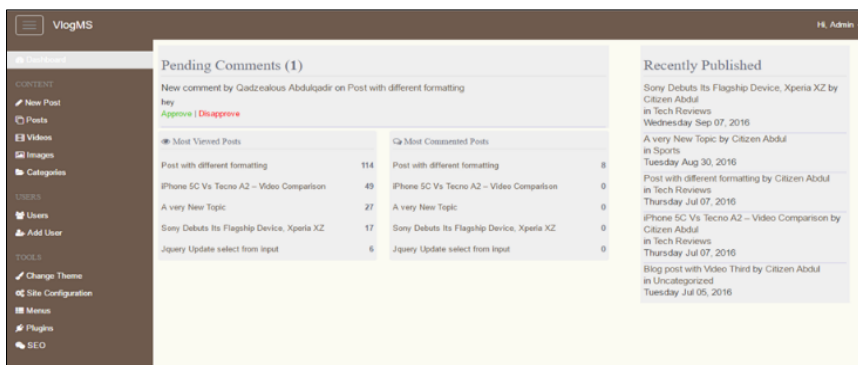 VlogMS
Hi, Admin
Dashboard
CONTENT
New Post
Posts
Videos
Images
Categories
USERS
Users
Add User
TOOLS
Change Theme
Site Configuration
Menus
Plugins
SEO
Pending Comments (1)
New comment by Qadzealous Abdulqadir on Post with different formatting
hey
Approve | Disapprove
Most Viewed Posts
Post with different formatting 114
iPhone 5C Vs Tecno A2 – Video Comparison 49
A very New Topic 27
Sony Debuts Its Flagship Device, Xperia XZ 17
Jquery Update select from input 6
Most Commented Posts
Post with different formatting 8
iPhone 5C Vs Tecno A2 – Video Comparison 0
A very New Topic 0
Sony Debuts Its Flagship Device, Xperia XZ 0
Jquery Update select from input 0
Recently Published
Sony Debuts Its Flagship Device, Xperia XZ by
Citizen Abdul
in Tech Reviews
Wednesday Sep 07, 2016
A very New Topic by Citizen Abdul
in Sports
Tuesday Aug 30, 2016
Post with different formatting by Citizen Abdul
in Tech Reviews
Thursday Jul 07, 2016
iPhone 5C Vs Tecno A2 – Video Comparison by
Citizen Abdul
in Tech Reviews
Thursday Jul 07, 2016
Blog post with Video Third by Citizen Abdul
in Uncategorized
Tuesday Jul 05, 2016